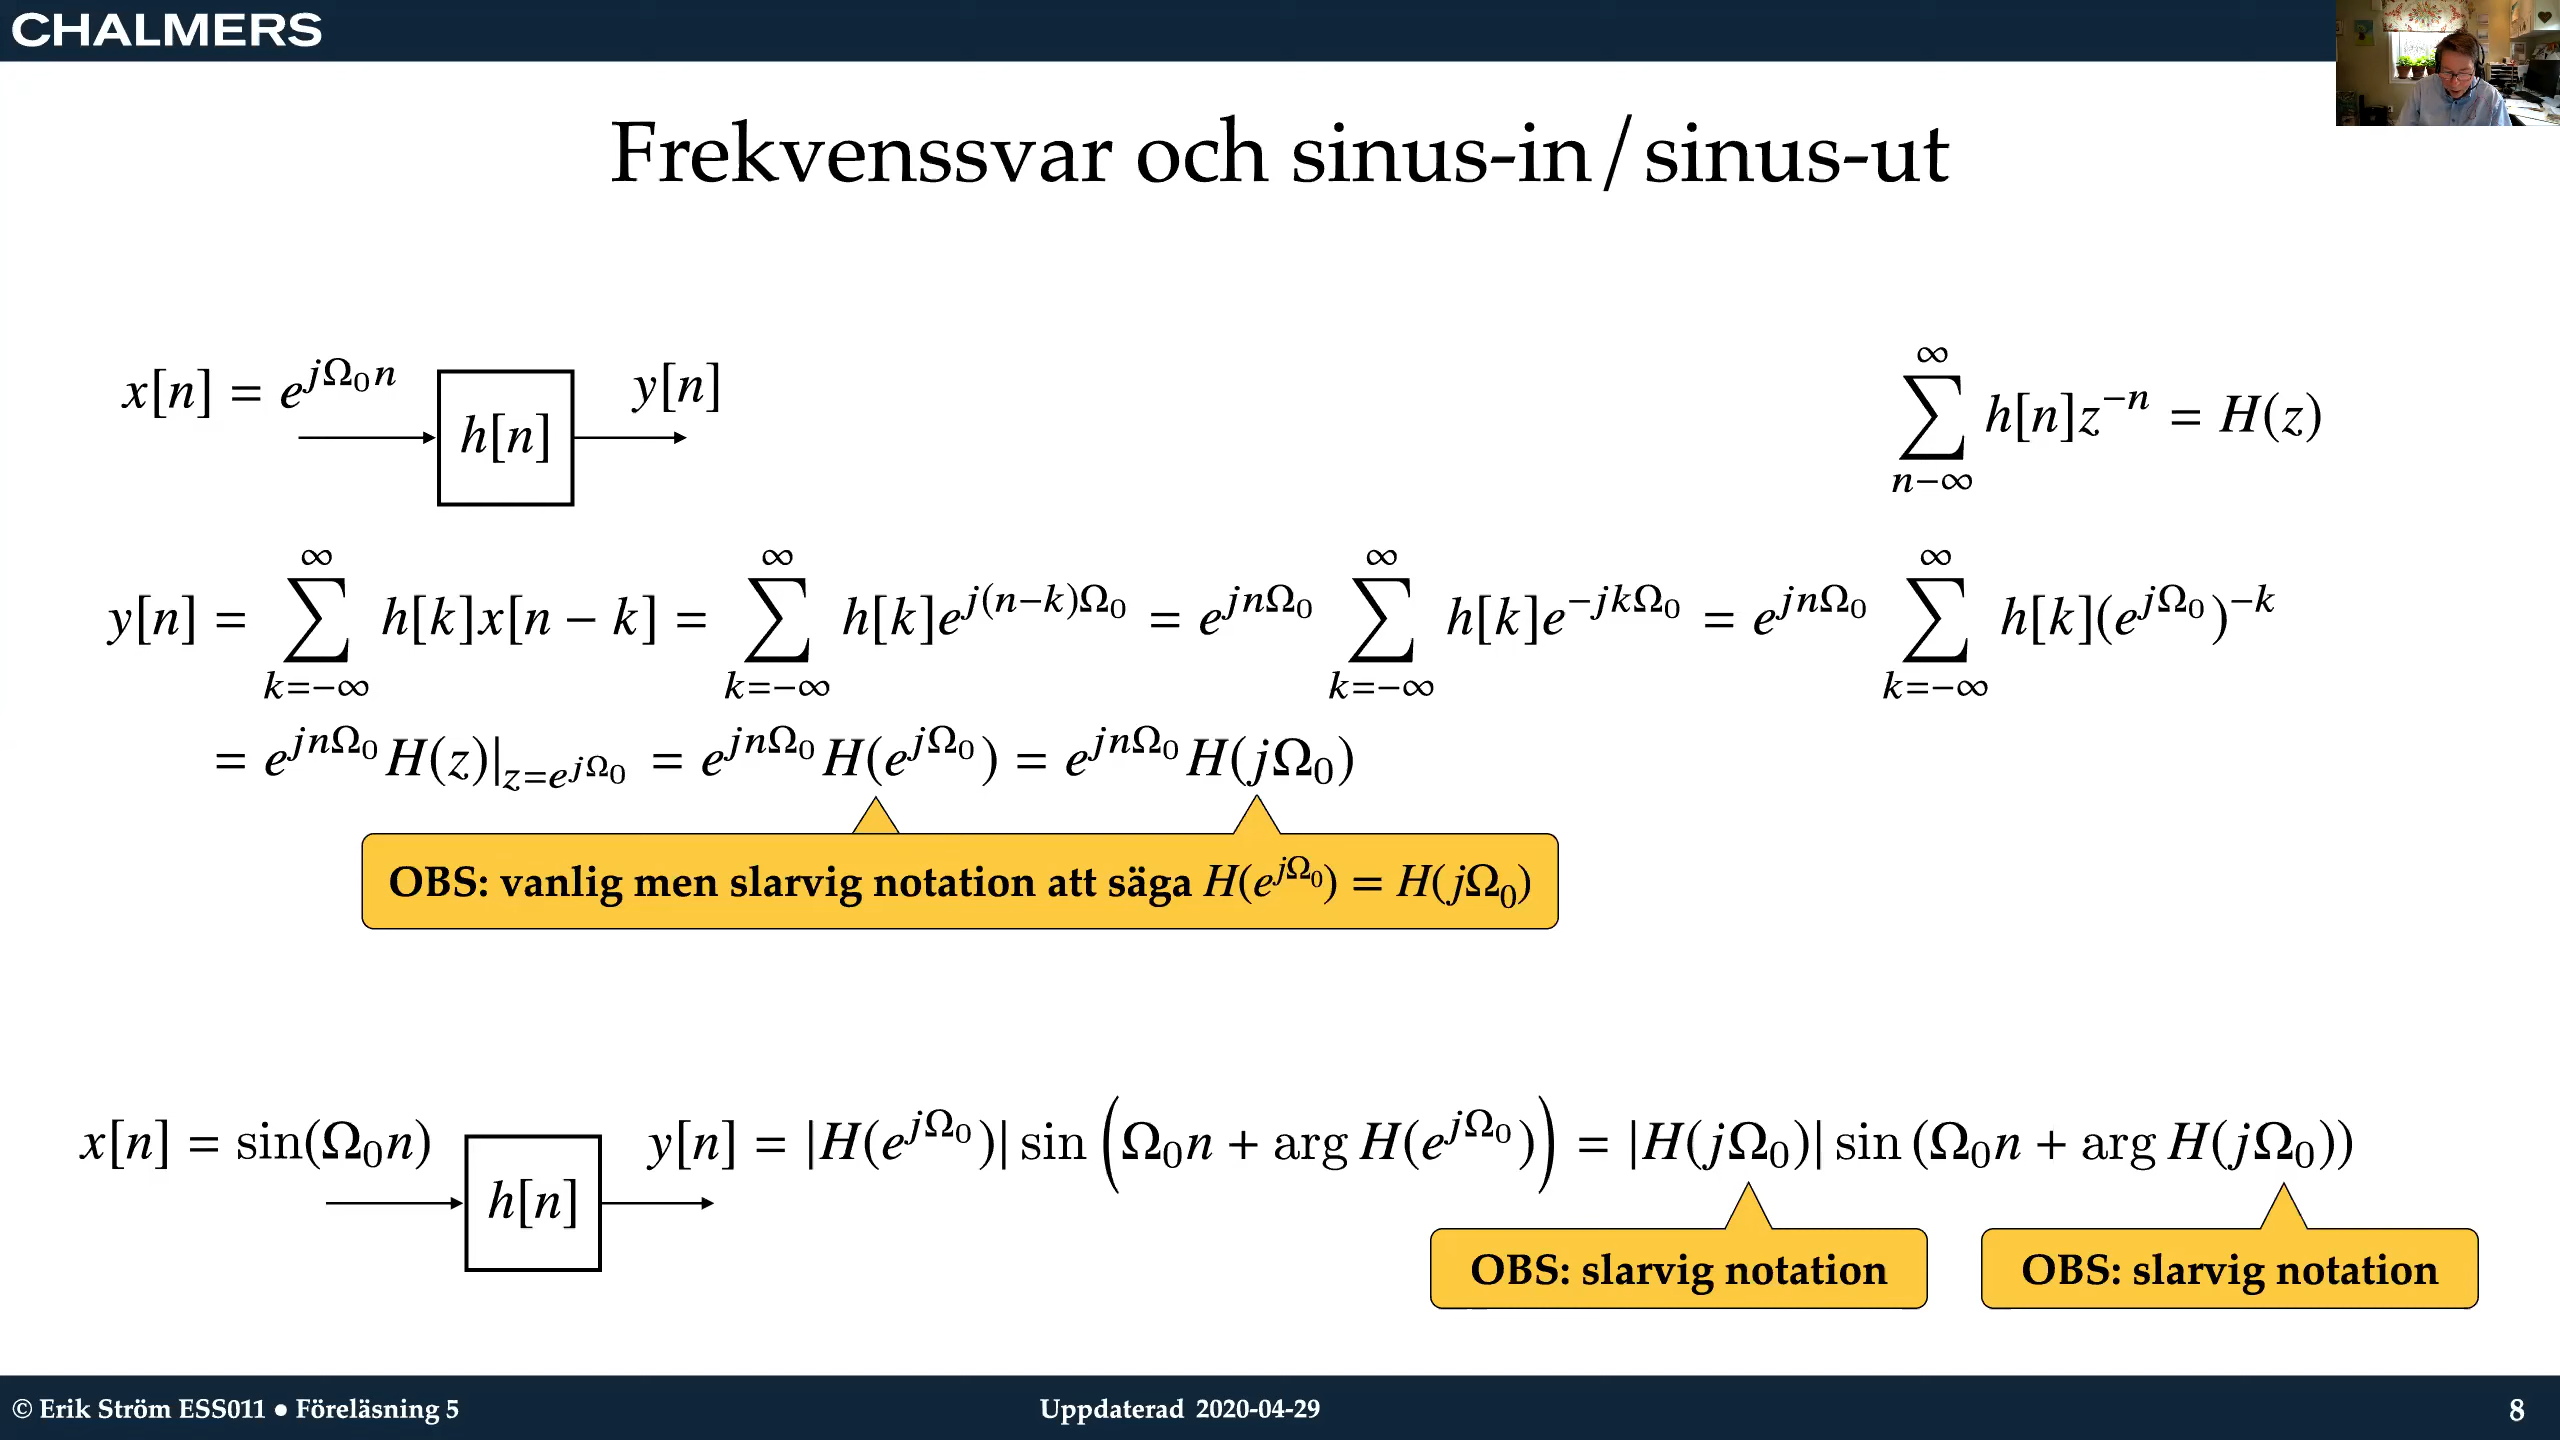 CHALMERS
Frekvenssvar och sinus-in/sinus-ut
x[n] = e^{jΩ₀n}
h[n]
y[n]
∑_{n−∞}^{∞} h[n]z^{−n} = H(z)
y[n] = ∑_{k=−∞}^{∞} h[k]x[n − k] = ∑_{k=−∞}^{∞} h[k]e^{j(n−k)Ω₀} = e^{jnΩ₀} ∑_{k=−∞}^{∞} h[k]e^{−jkΩ₀} = e^{jnΩ₀} ∑_{k=−∞}^{∞} h[k](e^{jΩ₀})^{−k}
= e^{jnΩ₀}H(z)|_{z=e^{jΩ₀}} = e^{jnΩ₀}H(e^{jΩ₀}) = e^{jnΩ₀}H(jΩ₀)
OBS: vanlig men slarvig notation att säga H(e^{jΩ₀}) = H(jΩ₀)
x[n] = sin(Ω₀n)
h[n]
y[n] = |H(e^{jΩ₀})| sin (Ω₀n + arg H(e^{jΩ₀})) = |H(jΩ₀)| sin (Ω₀n + arg H(jΩ₀))
OBS: slarvig notation
OBS: slarvig notation
© Erik Ström ESS011 ● Föreläsning 5
Uppdaterad 2020-04-29
8